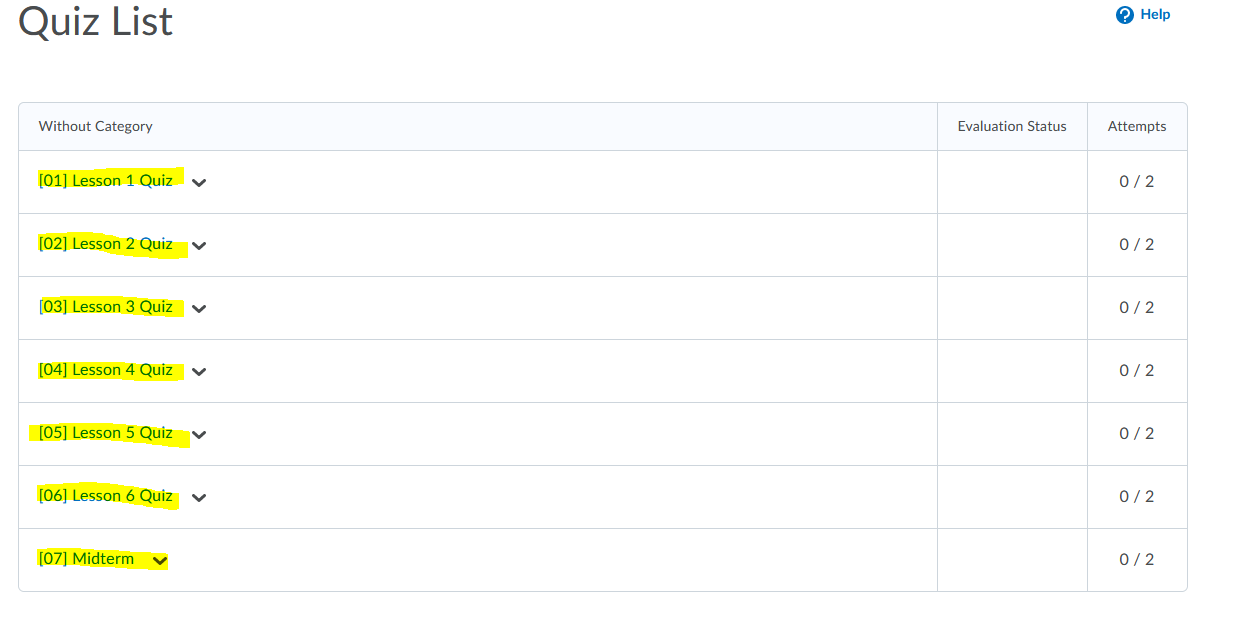 Quiz List
Help
Without Category Evaluation Status Attempts
[01] Lesson 1 Quiz 0 / 2
[02] Lesson 2 Quiz 0 / 2
[03] Lesson 3 Quiz 0 / 2
[04] Lesson 4 Quiz 0 / 2
[05] Lesson 5 Quiz 0 / 2
[06] Lesson 6 Quiz 0 / 2
[07] Midterm 0 / 2